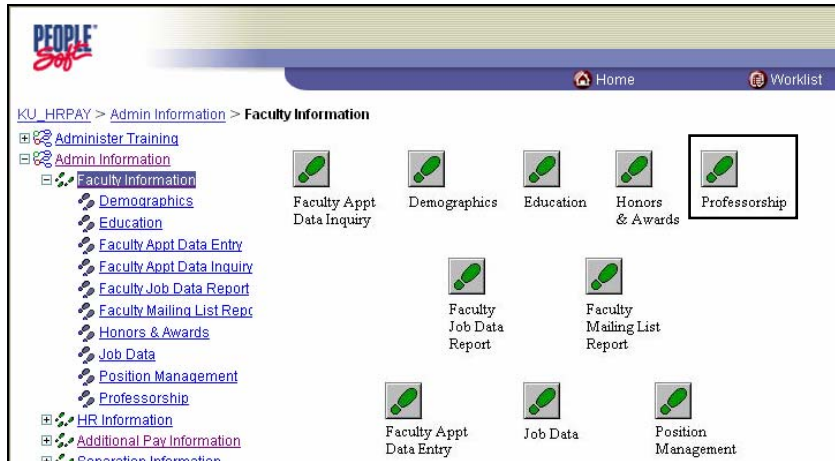 PEOPLE
Soft
Home
Worklist
KU_HRPAY > Admin Information > Faculty Information
Administer Training
Admin Information
Faculty Information
Demographics
Education
Faculty Appt Data Entry
Faculty Appt Data Inquiry
Faculty Job Data Report
Faculty Mailing List Repo
Honors & Awards
Job Data
Position Management
Professorship
HR Information
Additional Pay Information
Separation Information
Faculty Appt
Data Inquiry
Demographics
Education
Honors
& Awards
Professorship
Faculty
Job Data
Report
Faculty
Mailing List
Report
Faculty Appt
Data Entry
Job Data
Position
Management